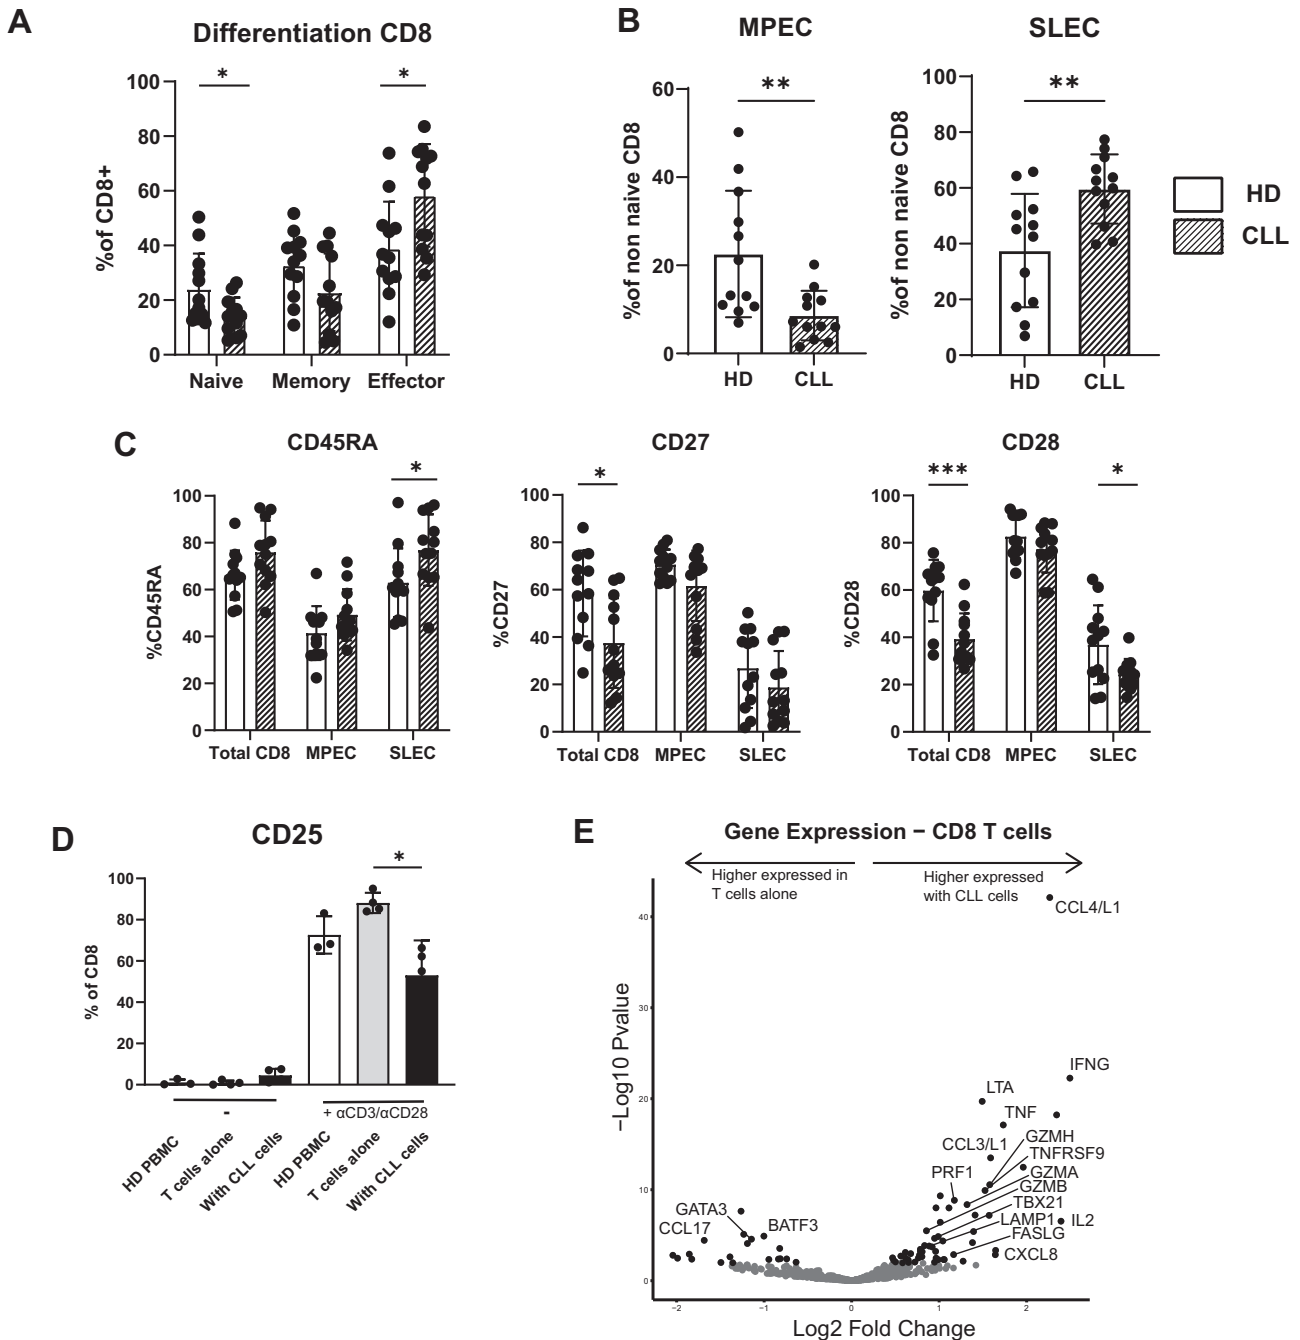 A
Differentiation CD8
%of CD8+
100
80
60
40
20
0
*
*
Naive
Memory
Effector
B
MPEC
%of non naive CD8
60
40
20
0
**
HD
CLL
SLEC
%of non naive CD8
100
80
60
40
20
0
**
HD
CLL
HD
CLL
C
CD45RA
%CD45RA
100
80
60
40
20
0
*
Total CD8
MPEC
SLEC
CD27
%CD27
100
80
60
40
20
0
*
Total CD8
MPEC
SLEC
CD28
%CD28
100
80
60
40
20
0
***
*
Total CD8
MPEC
SLEC
D
CD25
% of CD8
100
80
60
40
20
0
*
-
+ αCD3/αCD28
HD PBMC
T cells alone
With CLL cells
HD PBMC
T cells alone
With CLL cells
E
Gene Expression − CD8 T cells
Higher expressed in
T cells alone
Higher expressed
with CLL cells
−Log10 Pvalue
40
30
20
10
0
CCL4/L1
IFNG
LTA
TNF
GZMH
CCL3/L1
TNFRSF9
PRF1
GZMA
GZMB
TBX21
GATA3
LAMP1
IL2
CCL17
BATF3
FASLG
CXCL8
−2
−1
0
1
2
Log2 Fold Change